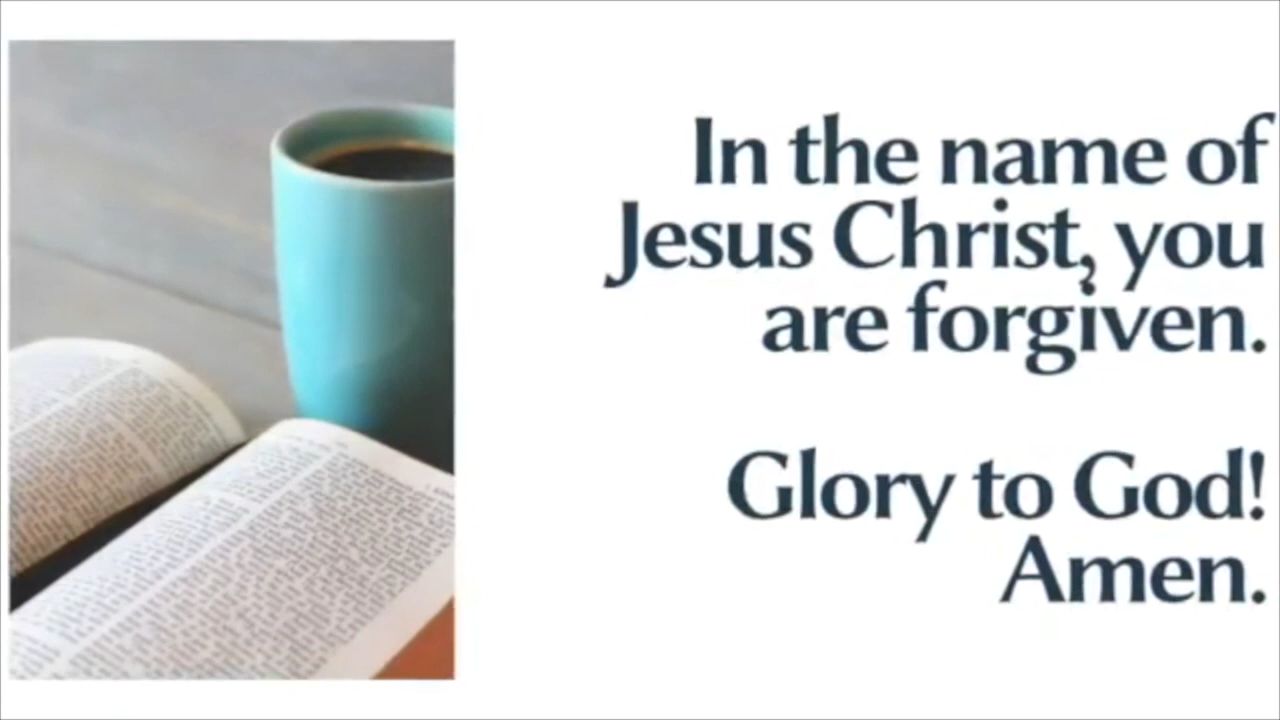 In the name of
Jesus Christ, you
are forgiven.
Glory to God!
Amen.